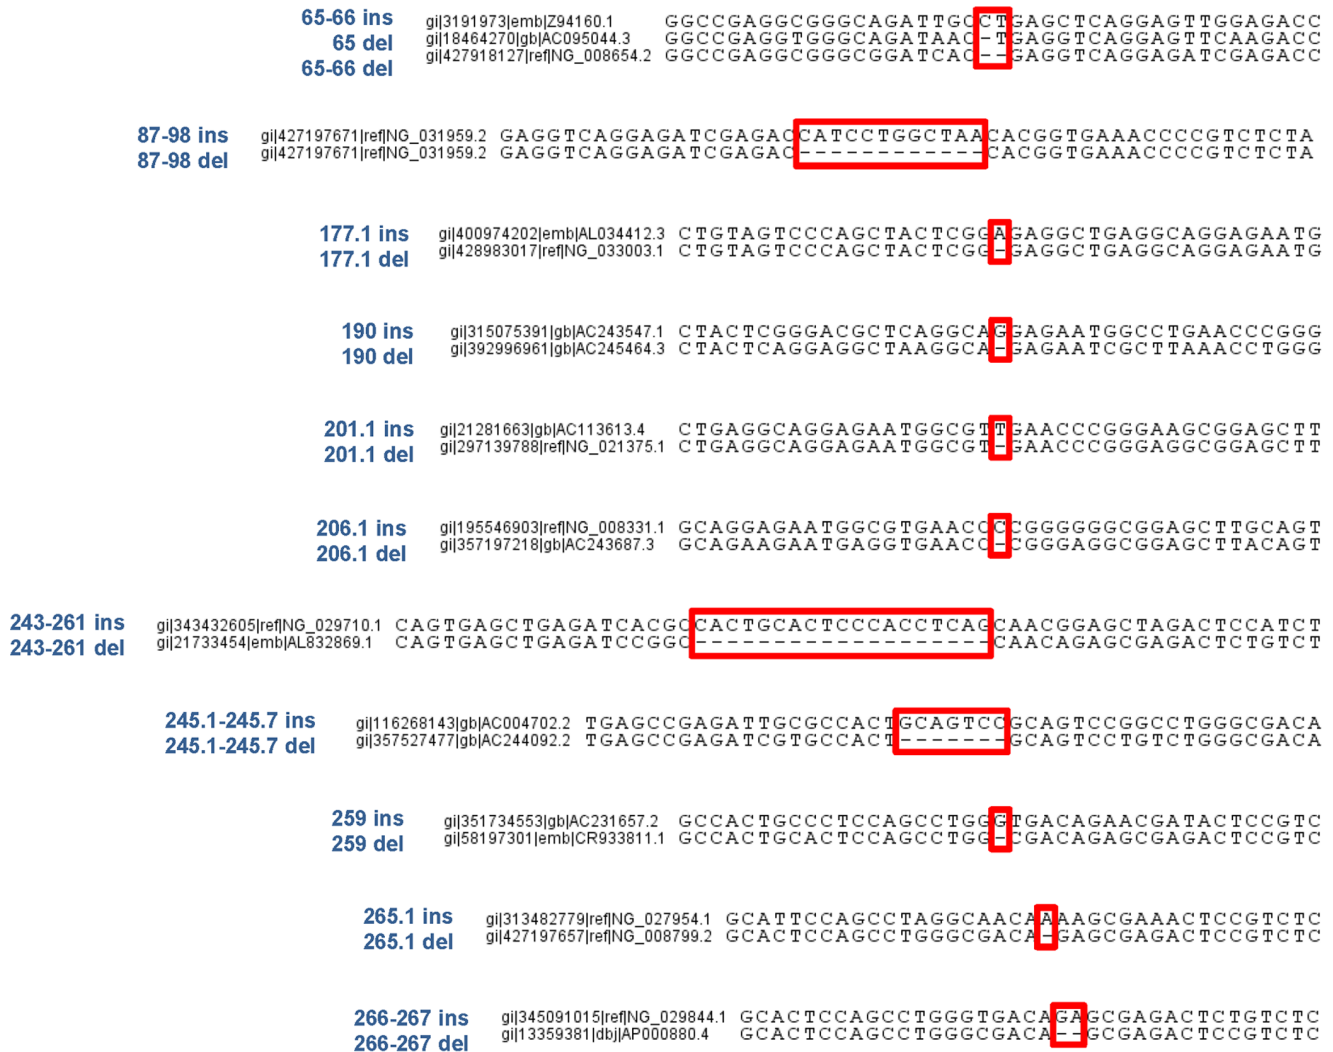 65-66 ins gi|3191973|emb|Z94160.1 GGCCGAGGCGGGCAGATTGCCTGAGCTCAGGAGTTGGAGACC
65 del gi|18464270|gb|AC095044.3 GGCCGAGGTGGGCAGATAAC-TGAGGTCAGGAGTTCAAGACC
65-66 del gi|427918127|ref|NG_008654.2 GGCCGAGGCGGGCGGATCAC--GAGGTCAGGAGATCGAGACC
87-98 ins gi|427197671|ref|NG_031959.2 GAGGTCAGGAGATCGAGACCATCCTGGCTAACACGGTGAAACCCCGTCTCTA
87-98 del gi|427197671|ref|NG_031959.2 GAGGTCAGGAGATCGAGAC------------CACGGTGAAACCCCGTCTCTA
177.1 ins gi|400974202|emb|AL034412.3 CTGTAGTCCCAGCTACTCGGAGAGGCTGAGGCAGGAGAATG
177.1 del gi|428983017|ref|NG_033003.1 CTGTAGTCCCAGCTACTCGG-GAGGCTGAGGCAGGAGAATG
190 ins gi|315075391|gb|AC243547.1 CTACTCGGGACGCTCAGGCAGGAGAATGGCCTGAACCCGGG
190 del gi|392996961|gb|AC245464.3 CTACTCAGGAGGCTAAGGCA-GAGAATCGCTTAAACCTGGG
201.1 ins gi|21281663|gb|AC113613.4 CTGAGGCAGGAGAATGGCGTTGAACCCGGGAAGCGGAGCTT
201.1 del gi|297139788|ref|NG_021375.1 CTGAGGCAGGAGAATGGCGT-GAACCCGGGAGGCGGAGCTT
206.1 ins gi|195546903|ref|NG_008331.1 GCAGGAGAATGGCGTGAACCCCGGGGGGCGGAGCTTGCAGT
206.1 del gi|357197218|gb|AC243687.3 GCAGAAGAATGAGGTGAACC-CGGGAGGCGGAGCTTACAGT
243-261 ins gi|343432605|ref|NG_029710.1 CAGTGAGCTGAGATCACGCCACTGCACTCCCACCTCAGCAACGGAGCTAGACTCCATCT
243-261 del gi|21733454|emb|AL832869.1 CAGTGAGCTGAGATCCGGC-------------------CAACAGAGCGAGACTCTGTCT
245.1-245.7 ins gi|116268143|gb|AC004702.2 TGAGCCGAGATTGCGCCACTGCAGTCCGCAGTCCGGCCTGGGCGACA
245.1-245.7 del gi|357527477|gb|AC244092.2 TGAGCCGAGATCGTGCCACT-------GCAGTCCTGTCTGGGCGACA
259 ins gi|351734553|gb|AC231657.2 GCCACTGCCCTCCAGCCTGGGTGACAGAACGATACTCCGTC
259 del gi|58197301|emb|CR933811.1 GCCACTGCACTCCAGCCTGG-CGACAGAGCGAGACTCCGTC
265.1 ins gi|313482779|ref|NG_027954.1 GCATTCCAGCCTAGGCAACAAAAGCGAAACTCCGTCTC
265.1 del gi|427197657|ref|NG_008799.2 GCACTCCAGCCTGGGCGACA-GAGCGAGACTCCGTCTC
266-267 ins gi|345091015|ref|NG_029844.1 GCACTCCAGCCTGGGTGACAGAGCGAGACTCTGTCTC
266-267 del gi|13359381|dbj|AP000880.4 GCACTCCAGCCTGGGCGACA--GCGAGACTCCGTCTC